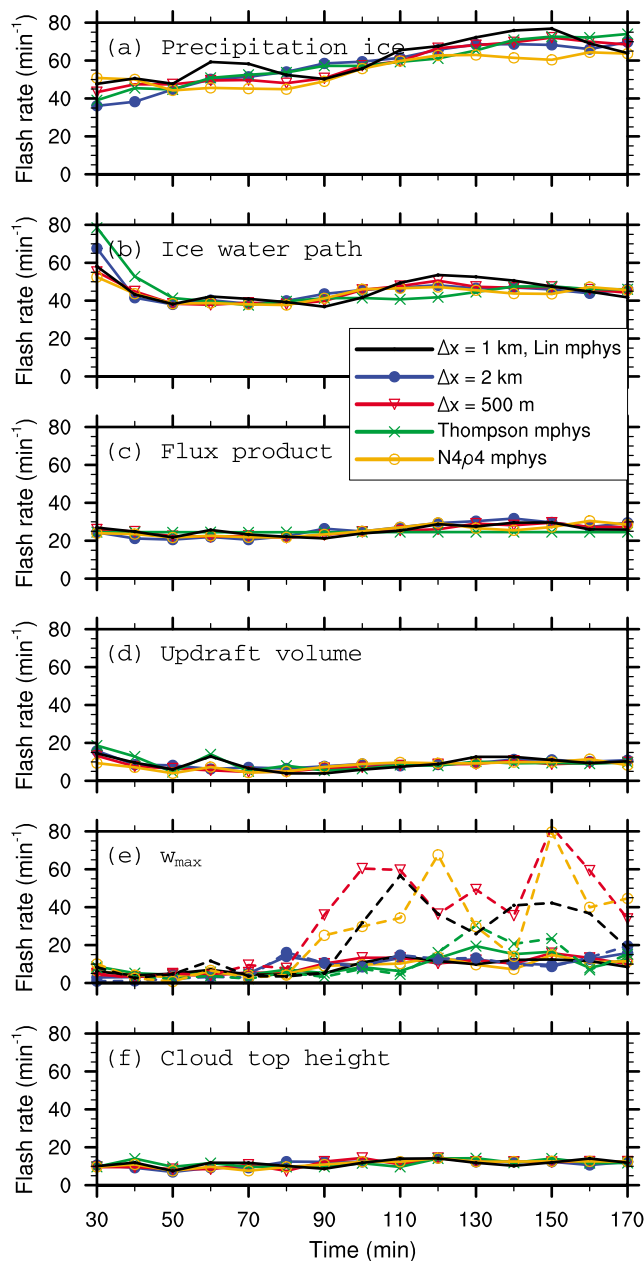 80
(a) Precipitation ice
60
40
20
0
Flash rate (min-1)
80
(b) Ice water path
60
40
20
0
Flash rate (min-1)
Δx = 1 km, Lin mphys
Δx = 2 km
Δx = 500 m
Thompson mphys
N4ρ4 mphys
80
(c) Flux product
60
40
20
0
Flash rate (min-1)
80
(d) Updraft volume
60
40
20
0
Flash rate (min-1)
80
(e) wmax
60
40
20
0
Flash rate (min-1)
80
(f) Cloud top height
60
40
20
0
Flash rate (min-1)
30 50 70 90 110 130 150 170
Time (min)